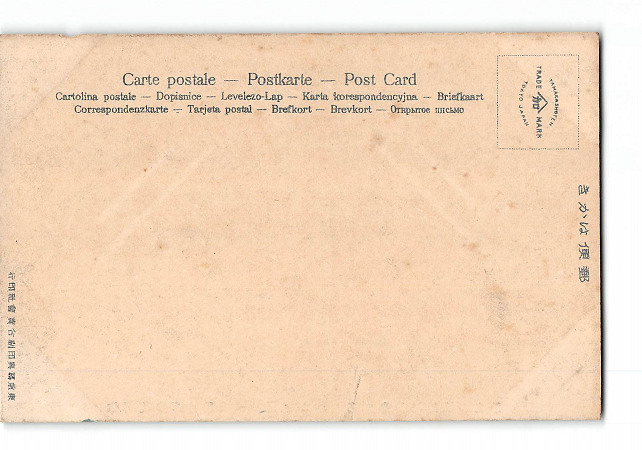 Carte postale — Postkarte — Post Card
Cartolina postale — Dopisnice — Levelezo-Lap — Karta korespondencyjna — Briefkaart
Correspondenzkarte — Tarjeta postal — Brefkort — Brevkort — Открытое письмо
TRADE MARK
TOKYO JAPAN
きかは便郵